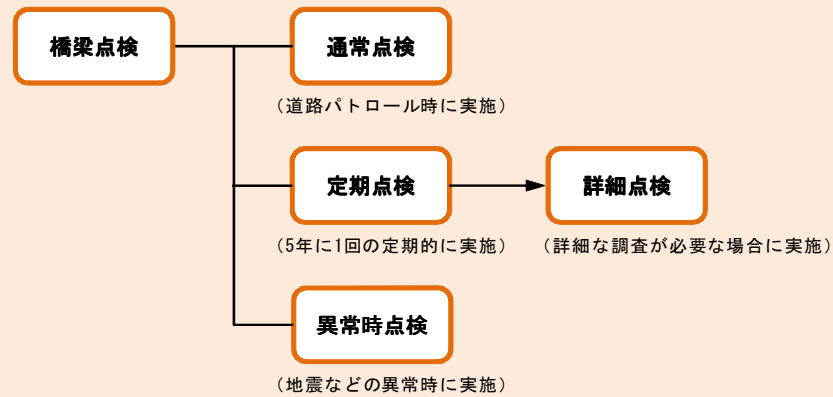 橋梁点検
通常点検
（道路パトロール時に実施）
定期点検
（5年に1回の定期的に実施）
詳細点検
（詳細な調査が必要な場合に実施）
異常時点検
（地震などの異常時に実施）